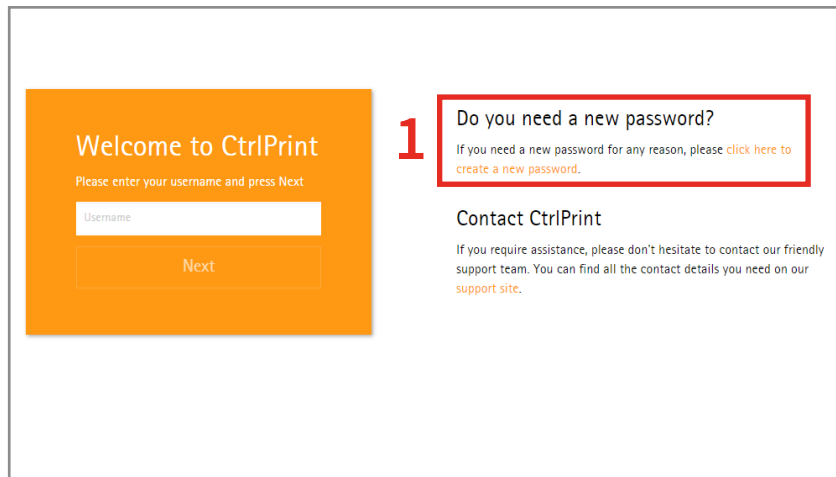 Welcome to CtrlPrint
Please enter your username and press Next
Username
Next
1
Do you need a new password?
If you need a new password for any reason, please click here to
create a new password.
Contact CtrlPrint
If you require assistance, please don't hesitate to contact our friendly
support team. You can find all the contact details you need on our
support site.